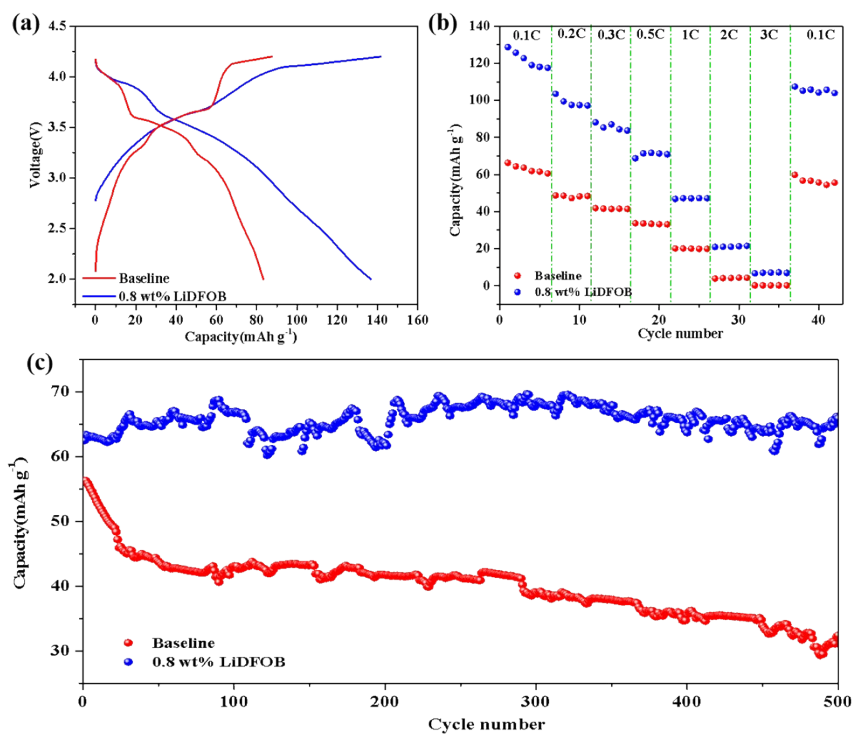 (a)
4.5
4.0
3.5
3.0
2.5
2.0
Voltage(V)
Baseline
0.8 wt% LiDFOB
0 20 40 60 80 100 120 140 160
Capacity(mAh g-1)
(b)
140
120
100
80
60
40
20
0
Capacity(mAh g-1)
0.1C 0.2C 0.3C 0.5C 1C 2C 3C 0.1C
Baseline
0.8 wt% LiDFOB
0 10 20 30 40
Cycle number
(c)
70
60
50
40
30
Capacity(mAh g-1)
Baseline
0.8 wt% LiDFOB
0 100 200 300 400 500
Cycle number